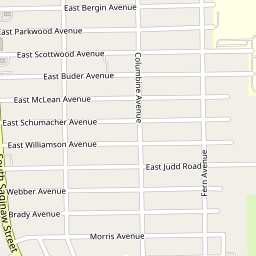 East Bergin Avenue
East Parkwood Avenue
East Scottwood Avenue
East Buder Avenue
Columbine Avenue
East McLean Avenue
East Schumacher Avenue
East Williamson Avenue
East Judd Road
Fern Avenue
South Saginaw Street
Webber Avenue
Brady Avenue
Morris Avenue